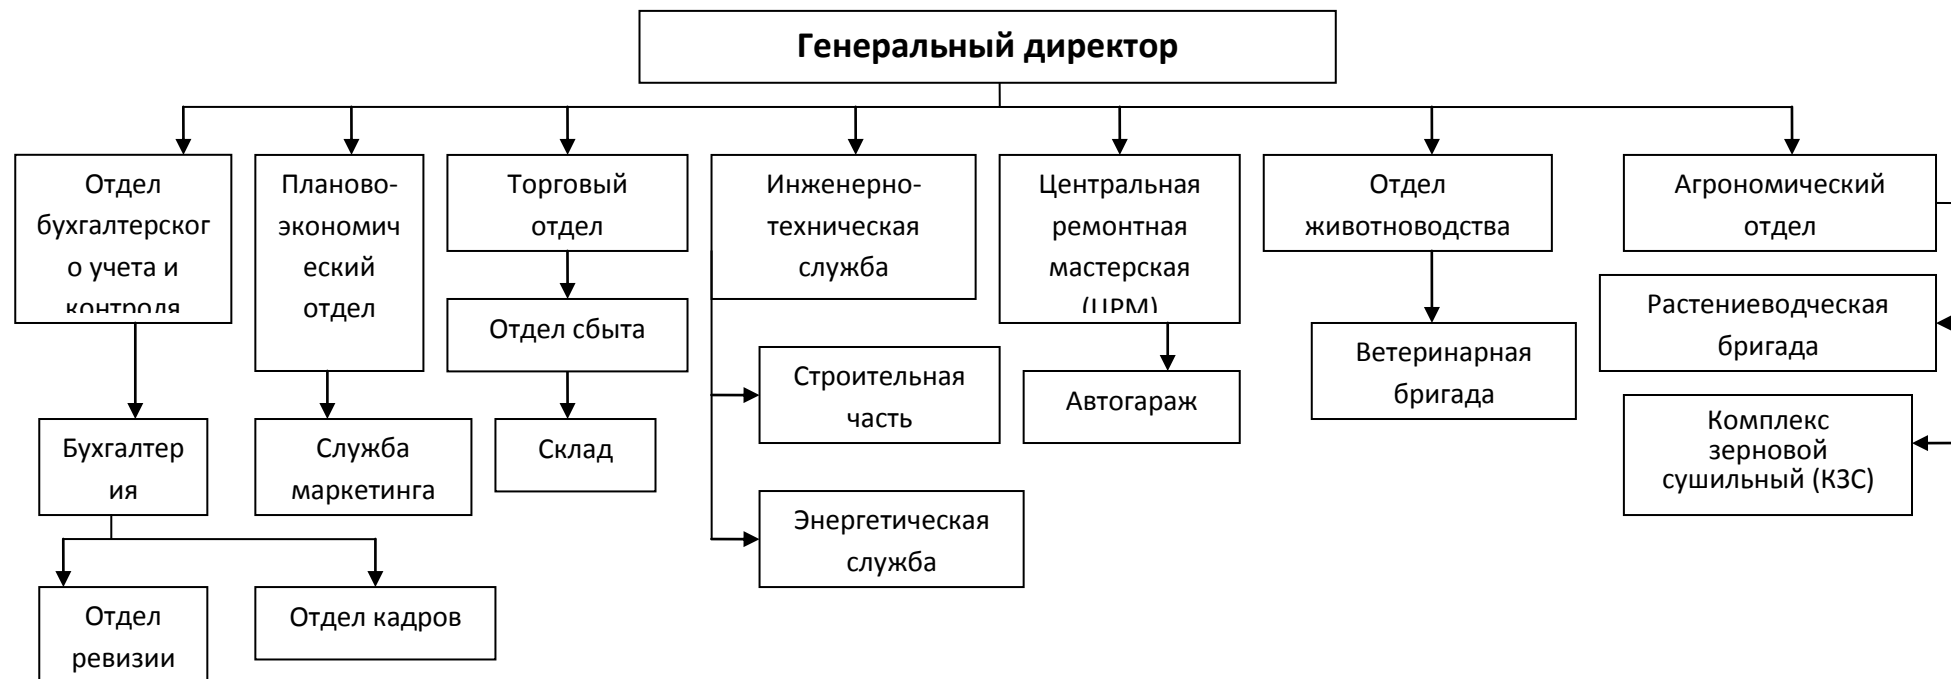 Генеральный директор
Отдел
бухгалтерског
о учета и
контроля
Планово-
экономич
еский
отдел
Торговый
отдел
Инженерно-
техническая
служба
Центральная
ремонтная
мастерская
(ЦРМ)
Отдел
животноводства
Агрономический
отдел
Отдел сбыта
Растениеводческая
бригада
Ветеринарная
бригада
Строительная
часть
Автогараж
Комплекс
зерновой
сушильный (КЗС)
Бухгалтер
ия
Служба
маркетинга
Склад
Энергетическая
служба
Отдел
ревизии
Отдел кадров